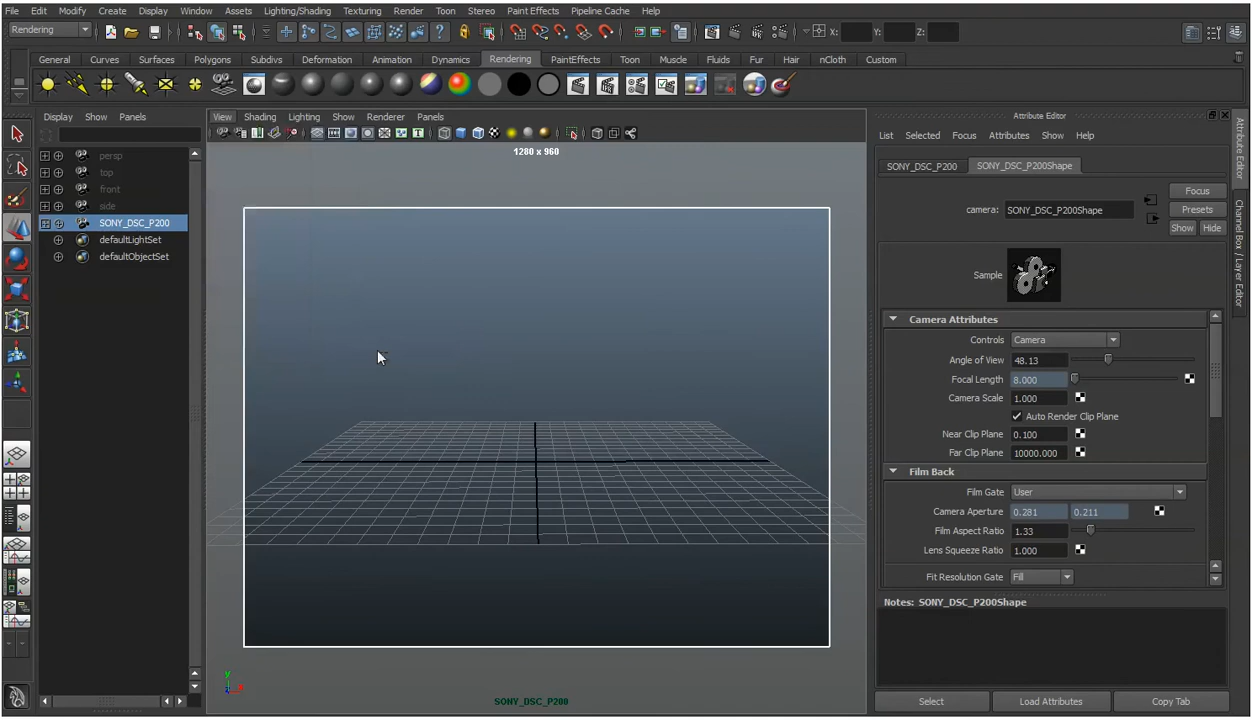 File Edit Modify Create Display Window Assets Lighting/Shading Texturing Render Toon Stereo Paint Effects Pipeline Cache Help
Rendering X: Y: Z:
General Curves Surfaces Polygons Subdivs Deformation Animation Dynamics Rendering PaintEffects Toon Muscle Fluids Fur Hair nCloth Custom
Display Show Panels
persp
top
front
side
SONY_DSC_P200
defaultLightSet
defaultObjectSet
View Shading Lighting Show Renderer Panels
1280 x 960
y
SONY_DSC_P200
Attribute Editor
List Selected Focus Attributes Show Help
SONY_DSC_P200 SONY_DSC_P200Shape
Focus
camera: SONY_DSC_P200Shape Presets
Show Hide
Sample
Camera Attributes
Controls Camera
Angle of View 48.13
Focal Length 8.000
Camera Scale 1.000
Auto Render Clip Plane
Near Clip Plane 0.100
Far Clip Plane 10000.000
Film Back
Film Gate User
Camera Aperture 0.281 0.211
Film Aspect Ratio 1.33
Lens Squeeze Ratio 1.000
Fit Resolution Gate Fill
Notes: SONY_DSC_P200Shape
Select Load Attributes Copy Tab
Attribute Editor
Channel Box / Layer Editor